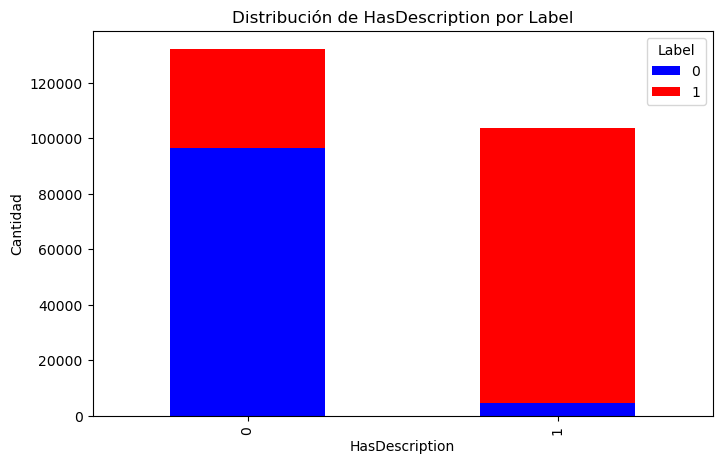 Distribución de HasDescription por Label
Label
0
1
120000
100000
80000
60000
40000
20000
0
Cantidad
0
1
HasDescription